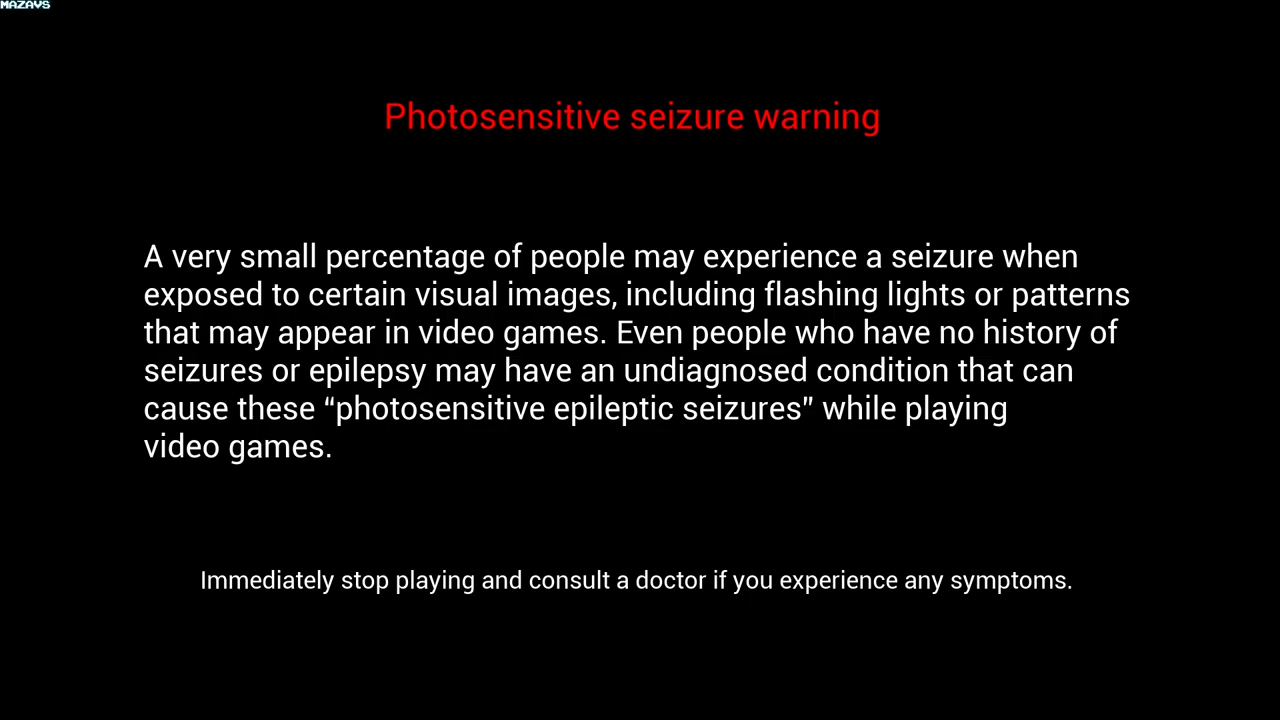 MAZAVS
Photosensitive seizure warning
A very small percentage of people may experience a seizure when
exposed to certain visual images, including flashing lights or patterns
that may appear in video games. Even people who have no history of
seizures or epilepsy may have an undiagnosed condition that can
cause these “photosensitive epileptic seizures” while playing
video games.
Immediately stop playing and consult a doctor if you experience any symptoms.